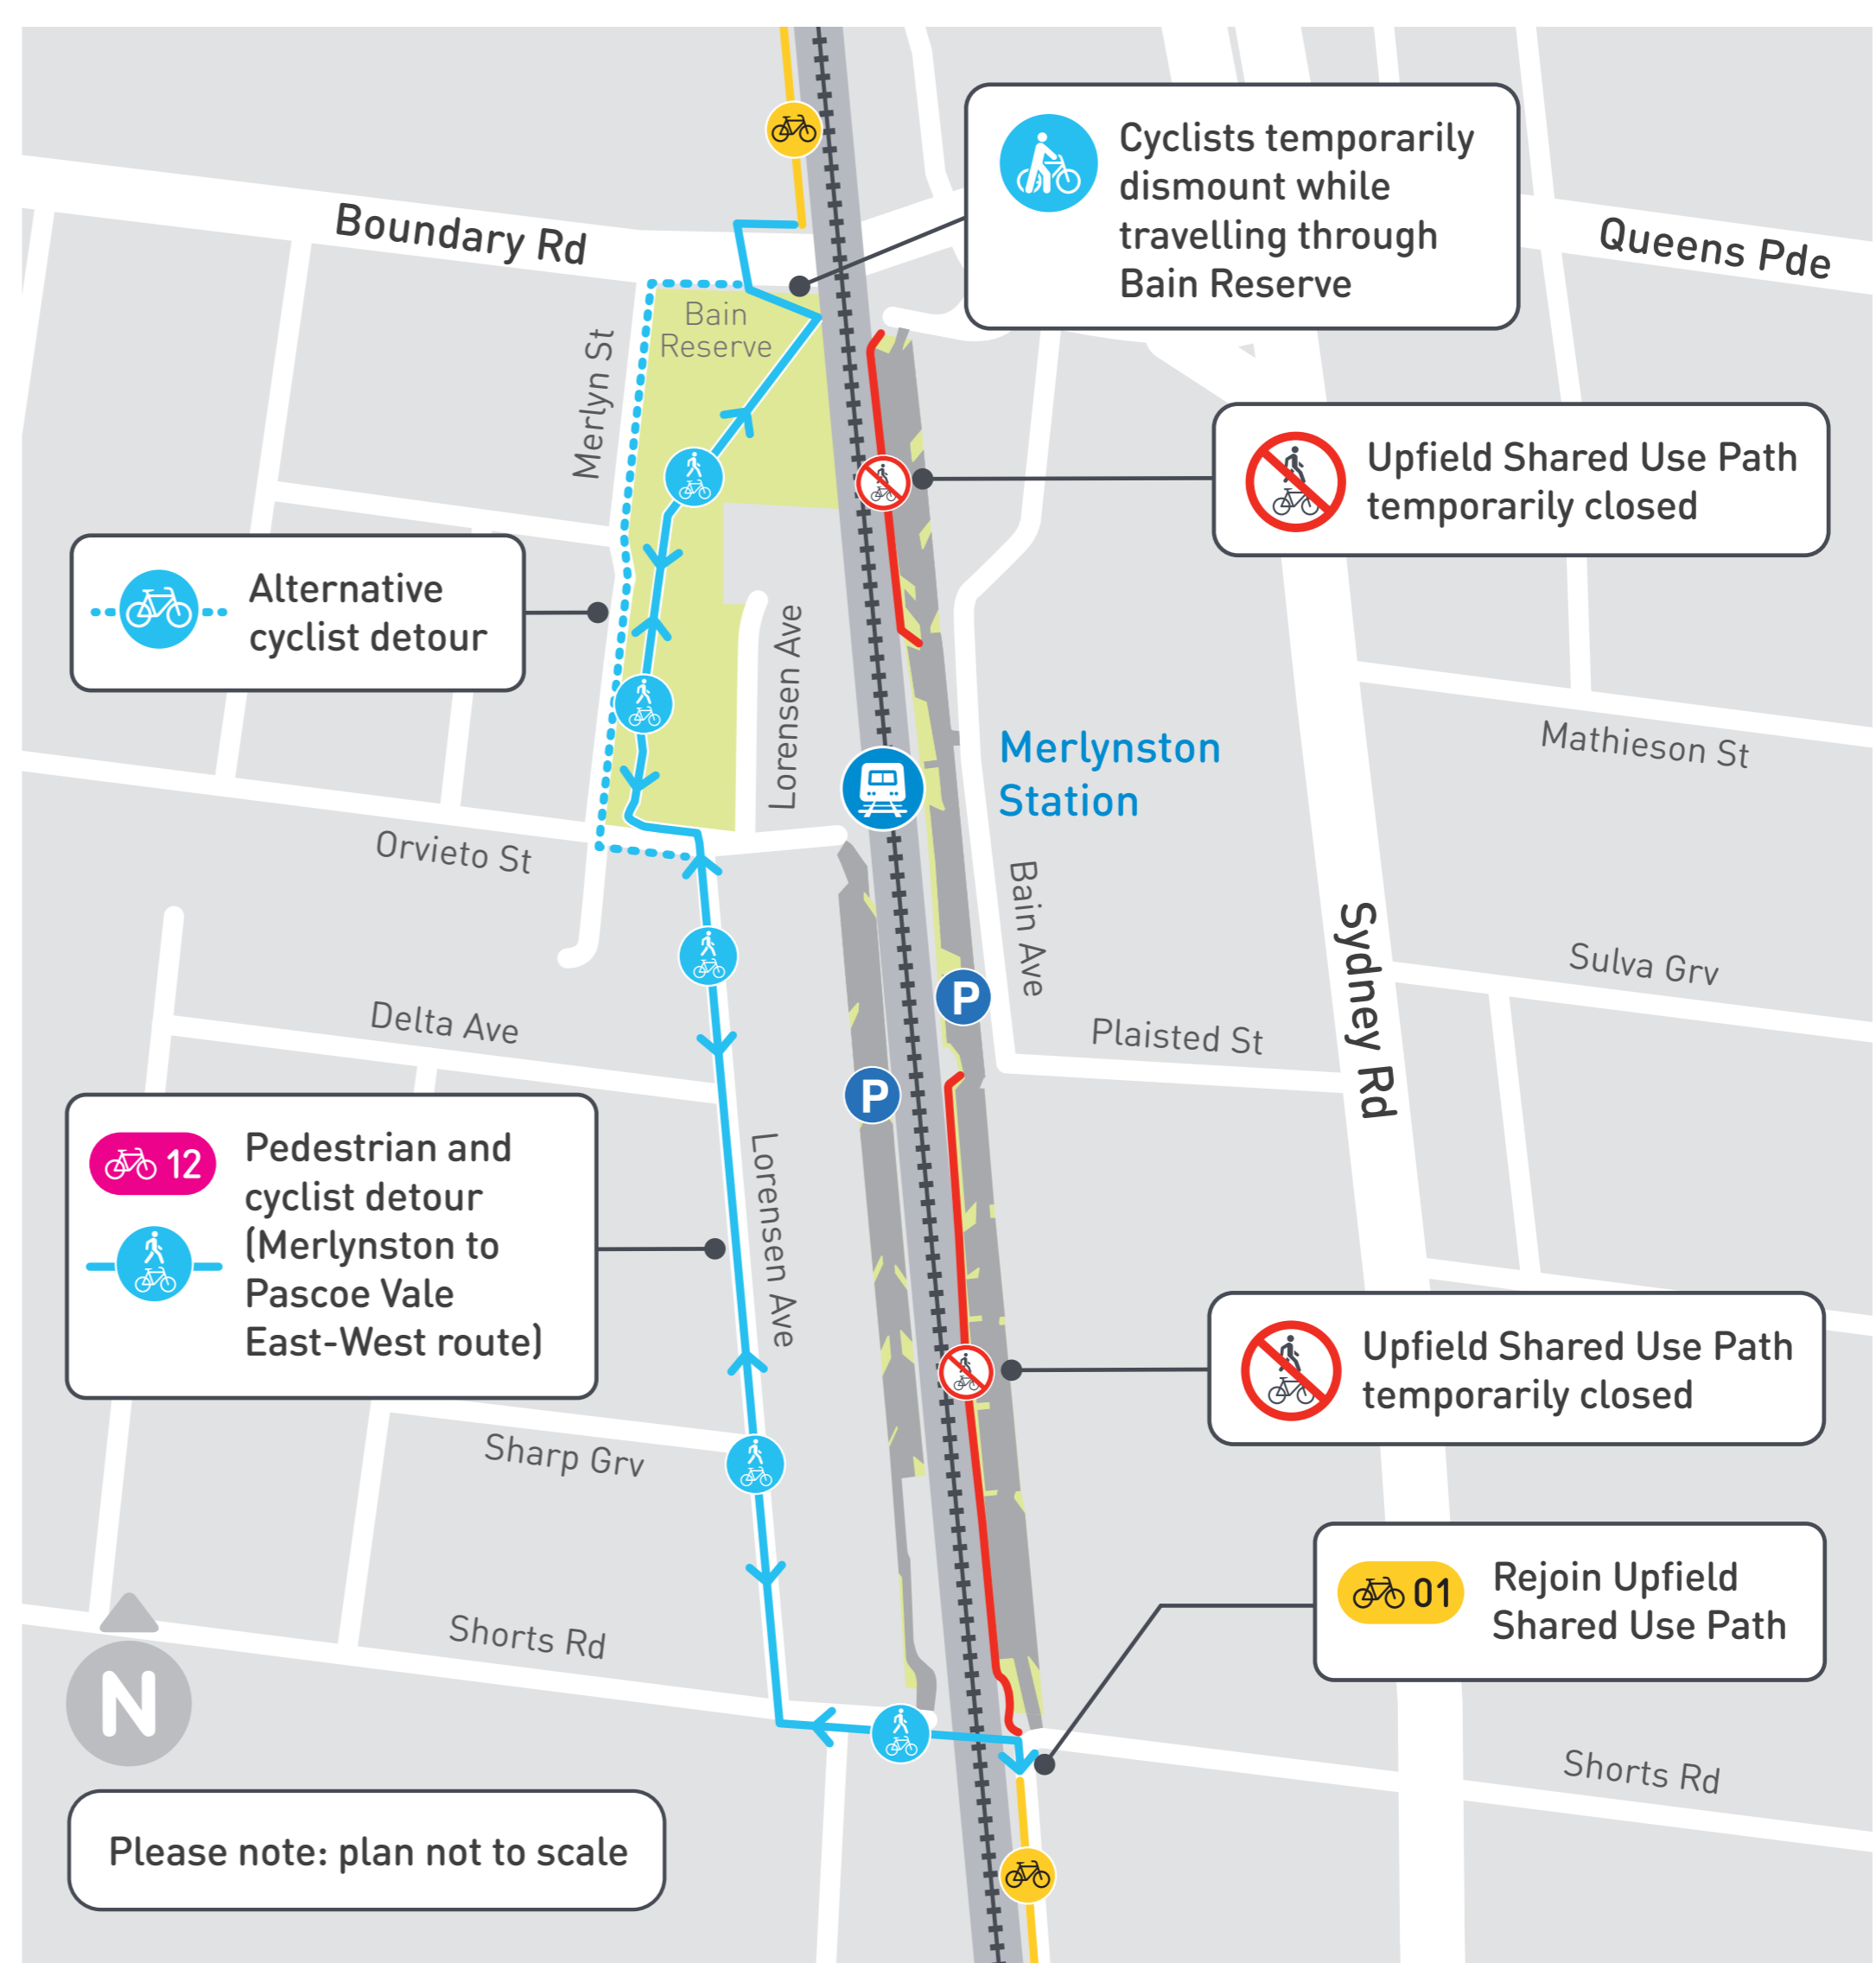 Boundary Rd
Cyclists temporarily
dismount while
travelling through
Bain Reserve
Queens Pde
Bain
Reserve
Merlyn St
Upfield Shared Use Path
temporarily closed
Alternative
cyclist detour
Lorensen Ave
Merlynston
Station
Mathieson St
Orvieto St
Bain Ave
Sydney Rd
Sulva Grv
P
Delta Ave
Plaisted St
P
12
Pedestrian and
cyclist detour
(Merlynston to
Pascoe Vale
East-West route)
Lorensen Ave
Upfield Shared Use Path
temporarily closed
Sharp Grv
01
Rejoin Upfield
Shared Use Path
Shorts Rd
N
Shorts Rd
Please note: plan not to scale